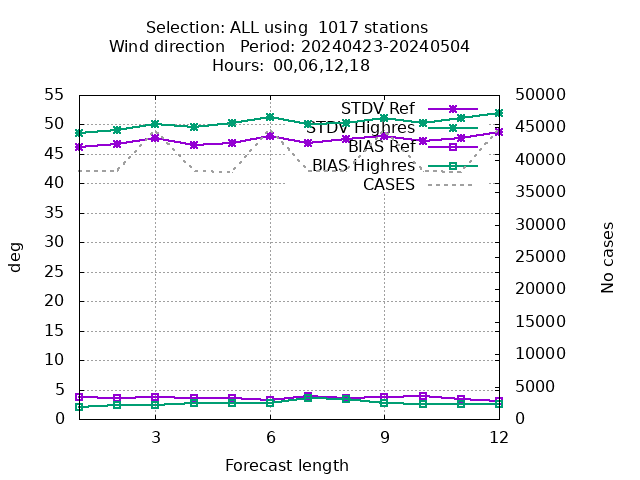 Selection: ALL using  1017 stations
Wind direction   Period: 20240423-20240504
Hours:  00,06,12,18
55
50
45
40
35
30
25
20
15
10
5
0
deg
50000
45000
40000
35000
30000
25000
20000
15000
10000
5000
0
No cases
STDV Ref
STDV Highres
BIAS Ref
BIAS Highres
CASES
3
6
9
12
Forecast length